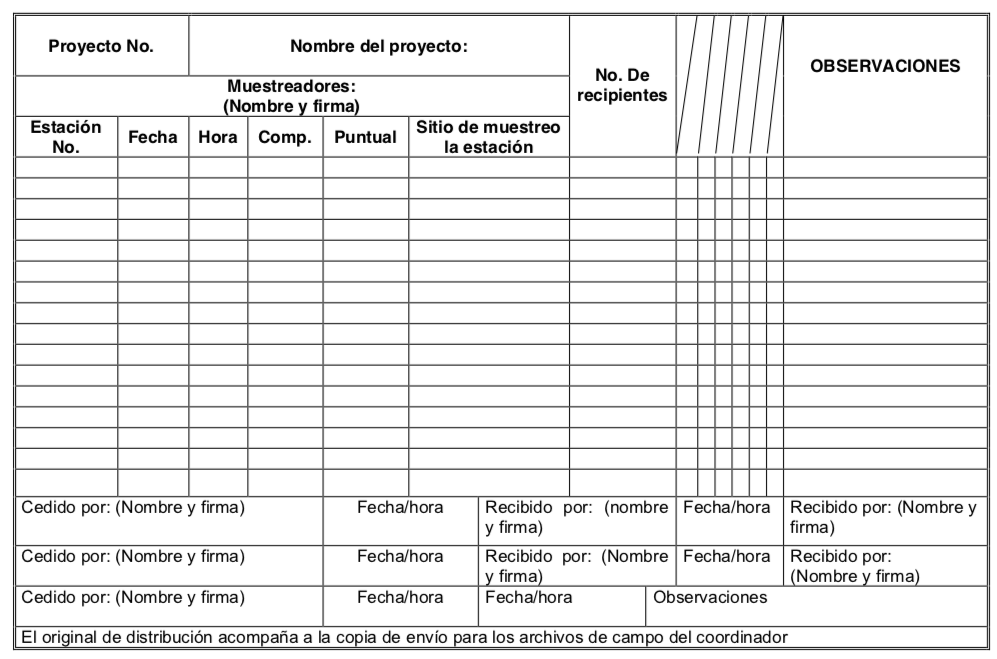 Proyecto No.
Nombre del proyecto:
No. De
recipientes
OBSERVACIONES
Muestreadores:
(Nombre y firma)
Estación
No.
Fecha
Hora
Comp.
Puntual
Sitio de muestreo
la estación
Cedido por: (Nombre y firma)
Fecha/hora
Recibido por: (nombre
y firma)
Fecha/hora
Recibido por: (Nombre y
firma)
Cedido por: (Nombre y firma)
Fecha/hora
Recibido por: (Nombre
y firma)
Fecha/hora
Recibido por:
(Nombre y firma)
Cedido por: (Nombre y firma)
Fecha/hora
Fecha/hora
Observaciones
El original de distribución acompaña a la copia de envío para los archivos de campo del coordinador